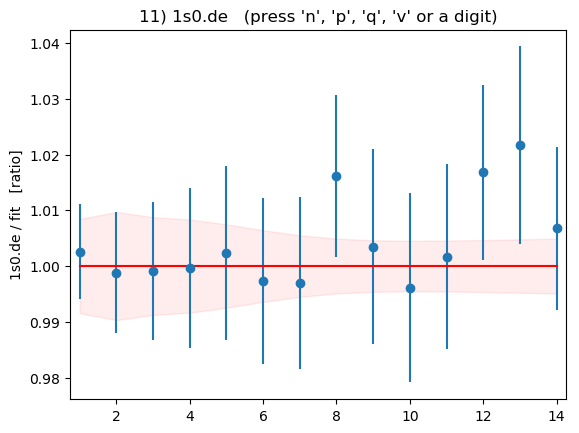 11) 1s0.de   (press 'n', 'p', 'q', 'v' or a digit)
1s0.de / fit   [ratio]
1.04
1.03
1.02
1.01
1.00
0.99
0.98
2 4 6 8 10 12 14